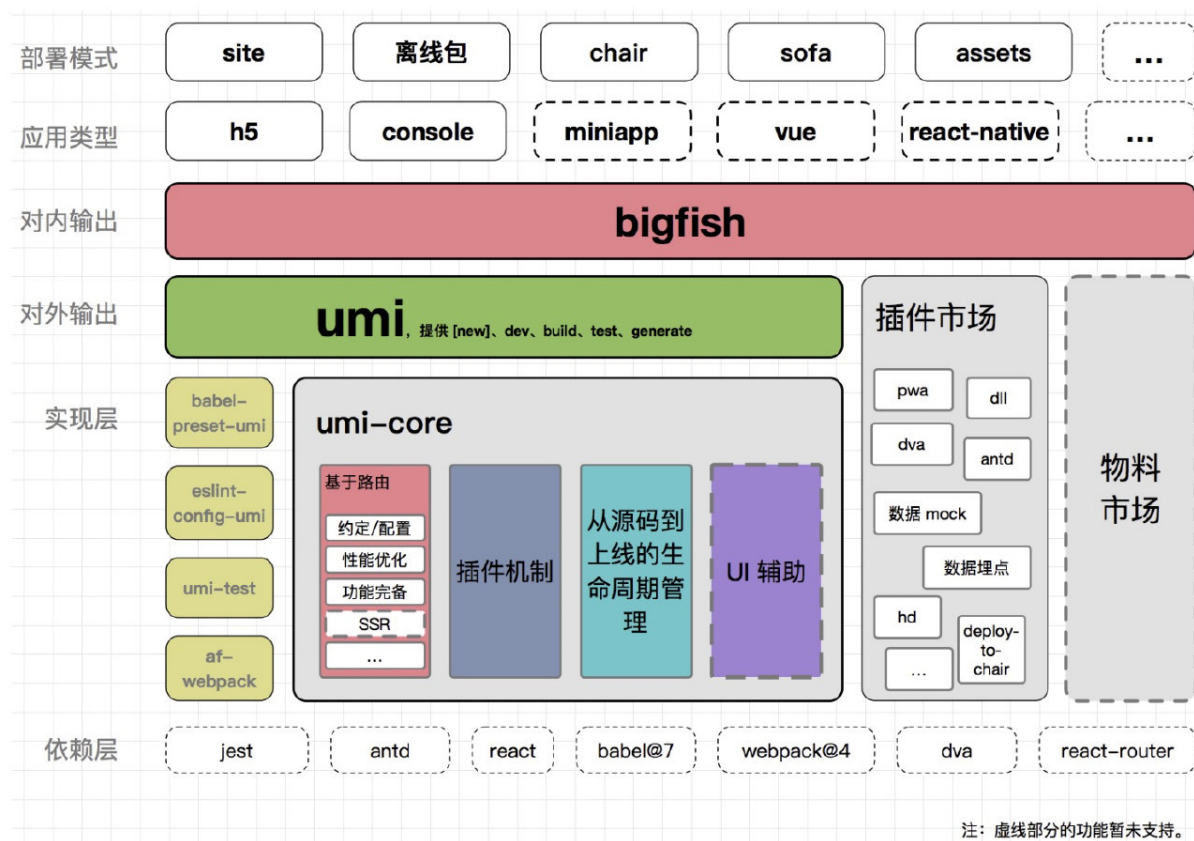 部署模式
site
离线包
chair
sofa
assets
...
应用类型
h5
console
miniapp
vue
react-native
...
对内输出
bigfish
对外输出
umi, 提供 [new]、dev、build、test、generate
实现层
babel-
preset-umi
eslint-
config-umi
umi-test
af-
webpack
umi-core
基于路由
约定/配置
性能优化
功能完备
SSR
...
插件机制
从源码到
上线的生
命周期管
理
UI 辅助
插件市场
pwa
dll
dva
antd
数据 mock
数据埋点
hd
deploy-
to-
chair
...
物料
市场
依赖层
jest
antd
react
babel@7
webpack@4
dva
react-router
注：虚线部分的功能暂未支持。